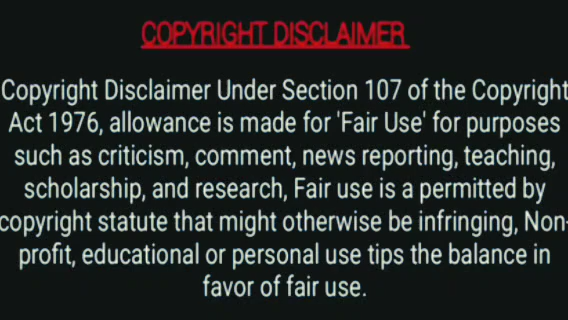 COPYRIGHT DISCLAIMER
Copyright Disclaimer Under Section 107 of the Copyright
Act 1976, allowance is made for 'Fair Use' for purposes
such as criticism, comment, news reporting, teaching,
scholarship, and research, Fair use is a permitted by
copyright statute that might otherwise be infringing, Non-
profit, educational or personal use tips the balance in
favor of fair use.